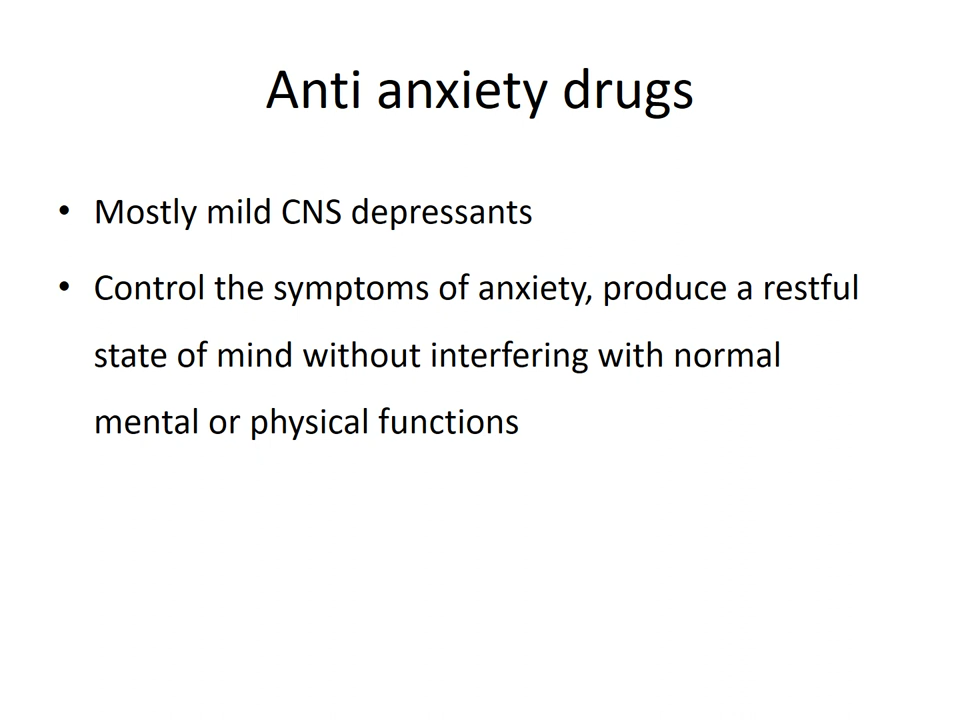 Anti anxiety drugs
• Mostly mild CNS depressants
• Control the symptoms of anxiety, produce a restful
state of mind without interfering with normal
mental or physical functions